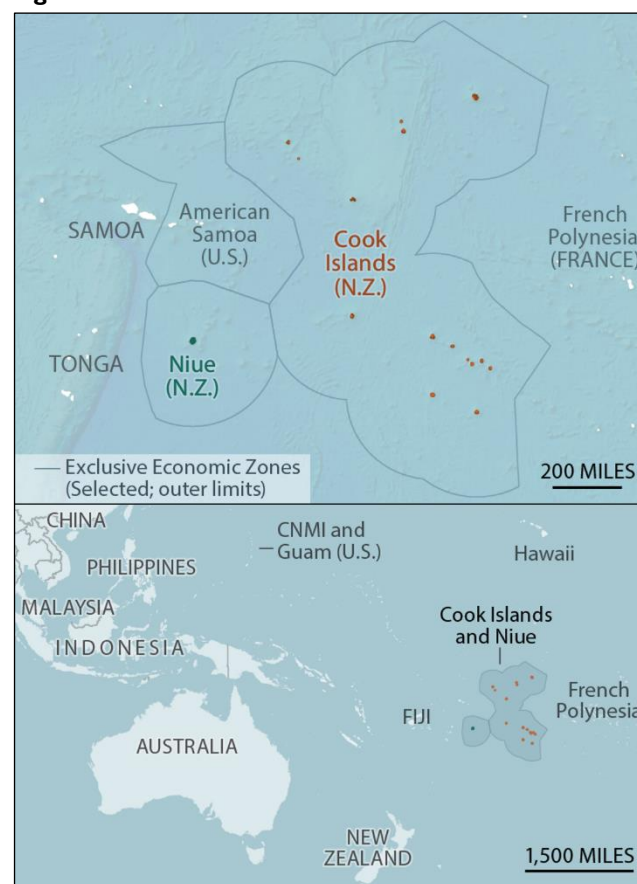 SAMOA
American
Samoa
(U.S.)
Cook
Islands
(N.Z.)
French
Polynesia
(FRANCE)
TONGA
Niue
(N.Z.)
Exclusive Economic Zones
(Selected; outer limits)
200 MILES
CHINA
CNMI and
Guam (U.S.)
Hawaii
PHILIPPINES
MALAYSIA
INDONESIA
Cook Islands
and Niue
FIJI
French
Polynesia
AUSTRALIA
NEW
ZEALAND
1,500 MILES